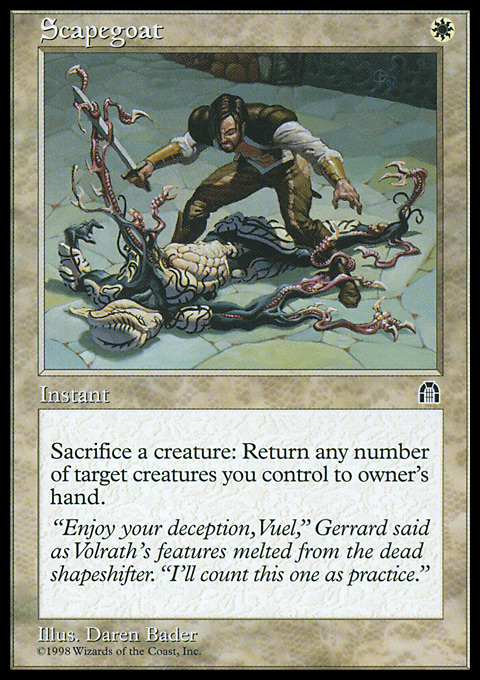 Scapegoat
Instant
Sacrifice a creature: Return any number
of target creatures you control to owner's
hand.
“Enjoy your deception, Vuel,” Gerrard said
as Volrath’s features melted from the dead
shapeshifter. “I’ll count this one as practice.”
Illus. Daren Bader
©1998 Wizards of the Coast, Inc.